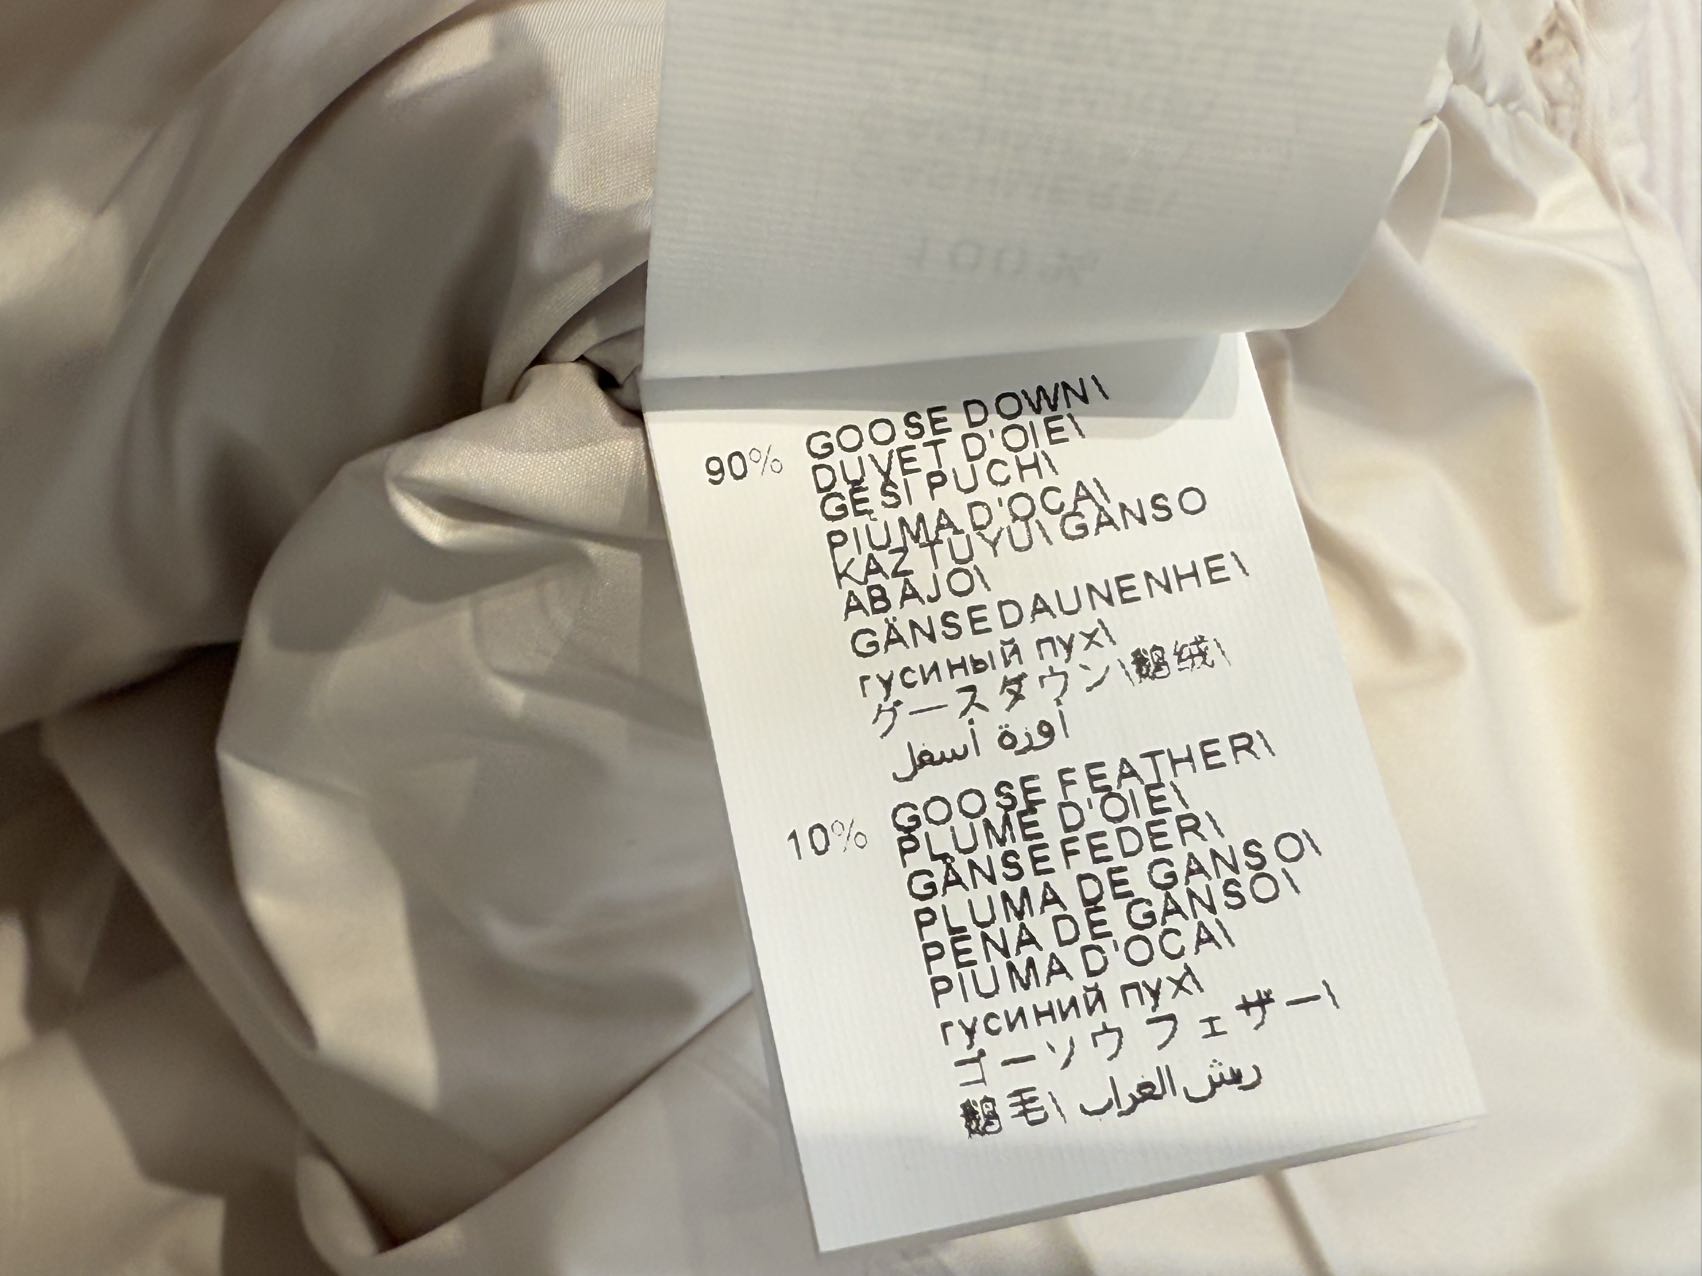 90% GOOSE DOWN\
DUVET D'OIE\
GĘSI PUCH\
PIUMA D'OCA\
KAZ TUYU\ GANSO
ABAJO\
GÄNSEDAUNENHE\
гусиный пух\
グースダウン\鹅绒\
أوزة أسفل
10% GOOSE FEATHER\
PLUME D'OIE\
GÄNSEFEDER\
PLUMA DE GANSO\
PENA DE GANSO\
PIUMA D'OCA\
гусиний пух\
ゴーソウフェザー\
鹅毛\ ريش الغراب
100%